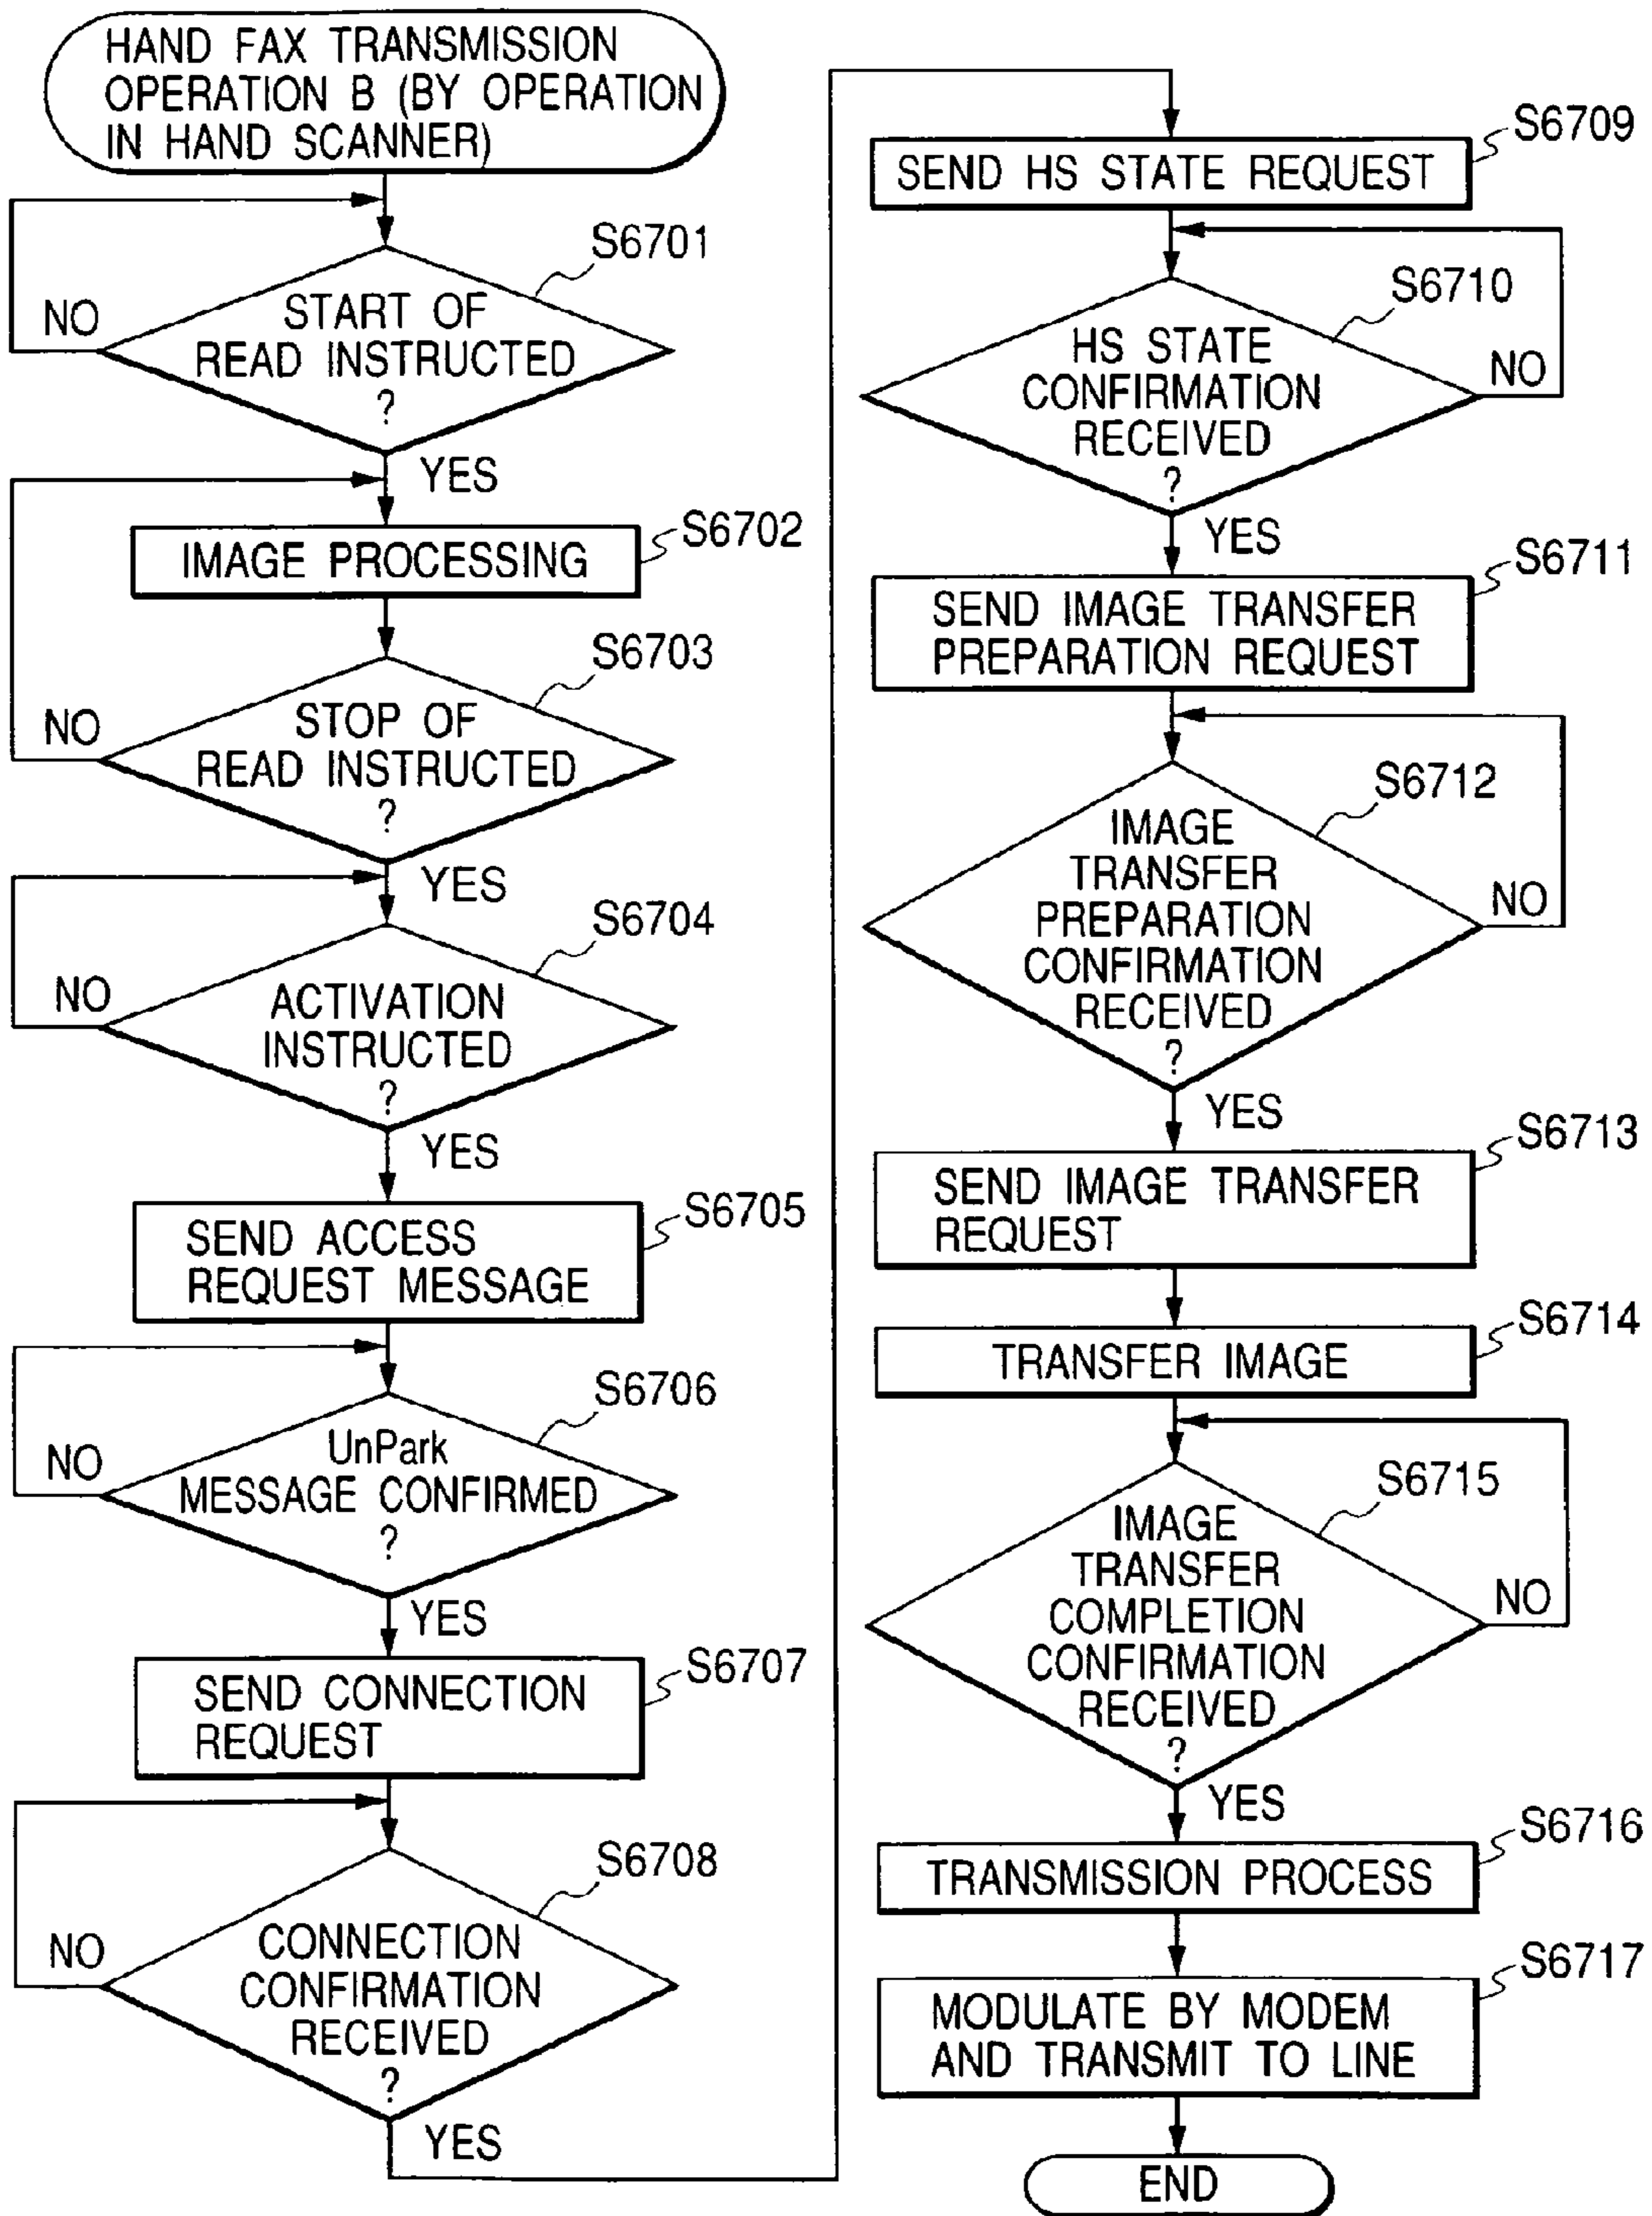 HAND FAX TRANSMISSION
OPERATION B (BY OPERATION
IN HAND SCANNER)
S6701
START OF
READ INSTRUCTED
?
NO
YES
S6702
IMAGE PROCESSING
S6703
STOP OF
READ INSTRUCTED
?
NO
YES
S6704
ACTIVATION
INSTRUCTED
?
NO
YES
S6705
SEND ACCESS
REQUEST MESSAGE
S6706
UnPark
MESSAGE CONFIRMED
?
NO
YES
S6707
SEND CONNECTION
REQUEST
S6708
CONNECTION
CONFIRMATION
RECEIVED
?
NO
YES
S6709
SEND HS STATE REQUEST
S6710
HS STATE
CONFIRMATION
RECEIVED
?
NO
YES
S6711
SEND IMAGE TRANSFER
PREPARATION REQUEST
S6712
IMAGE
TRANSFER
PREPARATION
CONFIRMATION
RECEIVED
?
NO
YES
S6713
SEND IMAGE TRANSFER
REQUEST
S6714
TRANSFER IMAGE
S6715
IMAGE
TRANSFER
COMPLETION
CONFIRMATION
RECEIVED
?
NO
YES
S6716
TRANSMISSION PROCESS
S6717
MODULATE BY MODEM
AND TRANSMIT TO LINE
END